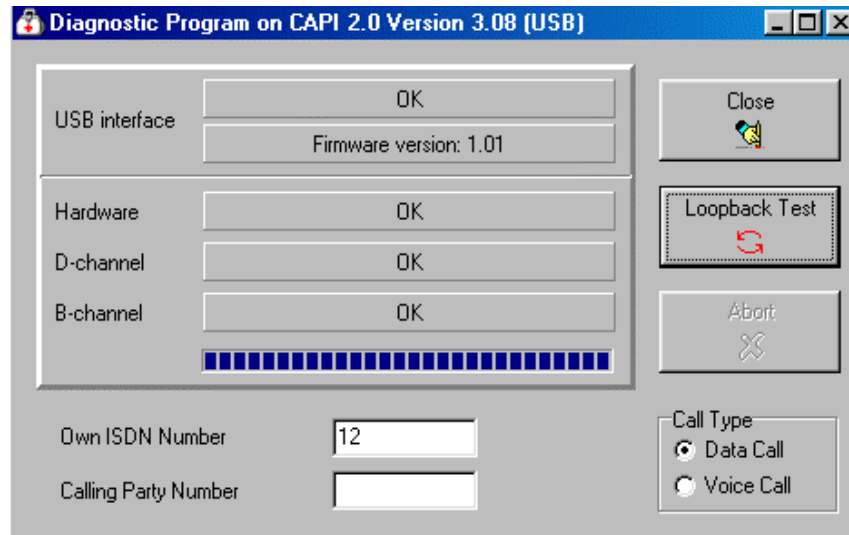 Diagnostic Program on CAPI 2.0 Version 3.08 (USB)
USB interface
OK
Firmware version: 1.01
Hardware
OK
D-channel
OK
B-channel
OK
Own ISDN Number
12
Calling Party Number
Close
Loopback Test
Abort
Call Type
Data Call
Voice Call